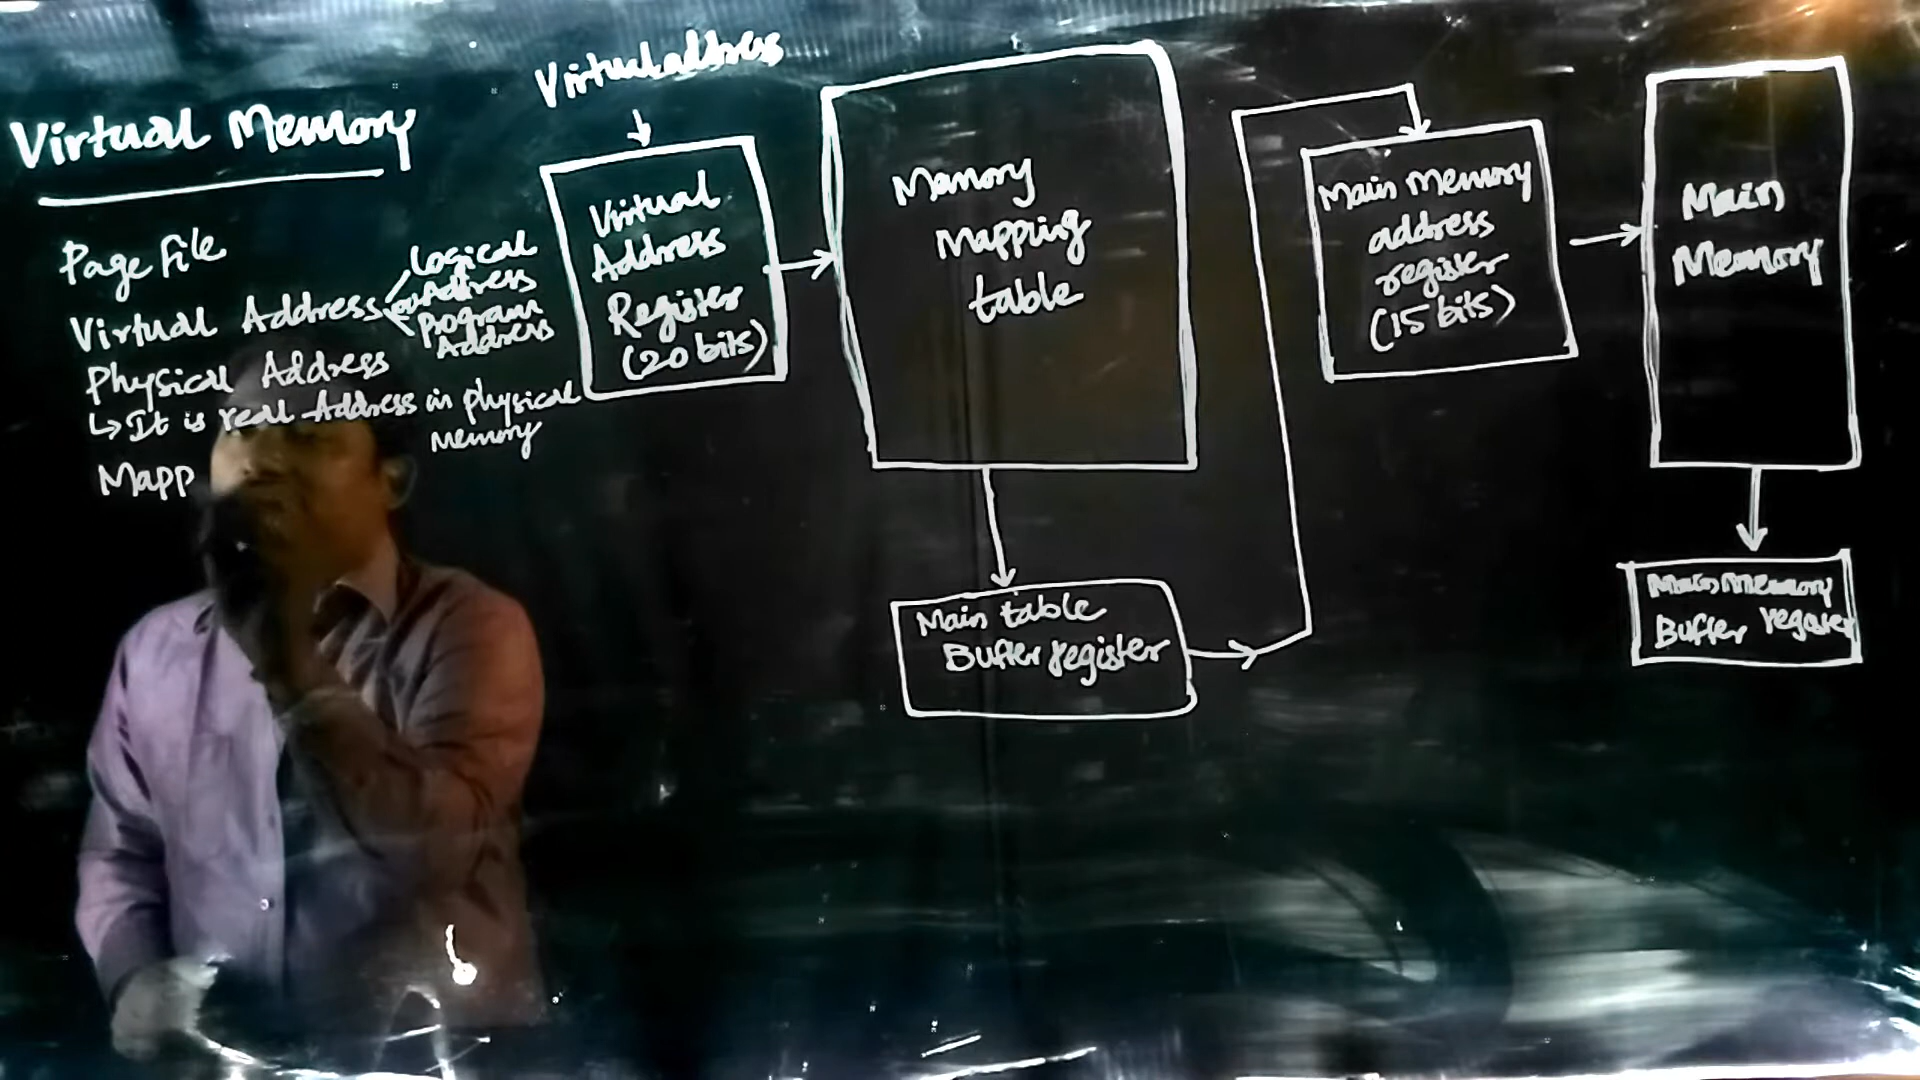 Virtual Memory
Page File
Virtual Address
Logical
Address
or
Program
Address
Physical Address
↳ It is real Address in physical
Memory
Mapp
Virtual address
Virtual
Address
Register
(20 bits)
Memory
Mapping
table
Main table
Buffer register
Main Memory
address
register
(15 bits)
Main
Memory
Main Memory
Buffer register